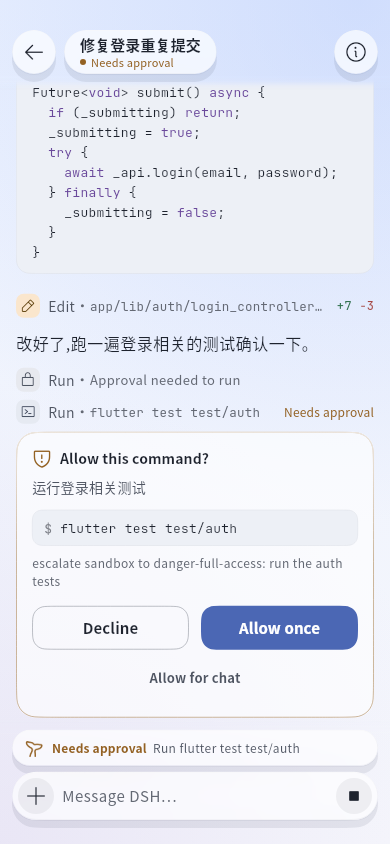 修复登录重复提交
Needs approval
Future<void> submit() async {
if (_submitting) return;
_submitting = true;
try {
await _api.login(email, password);
} finally {
_submitting = false;
}
}
Edit • app/lib/auth/login_controller… +7 -3
改好了,跑一遍登录相关的测试确认一下。
Run • Approval needed to run
Run • flutter test test/auth Needs approval
Allow this command?
运行登录相关测试
$ flutter test test/auth
escalate sandbox to danger-full-access: run the auth
tests
Decline
Allow once
Allow for chat
Needs approval Run flutter test test/auth
Message DSH…